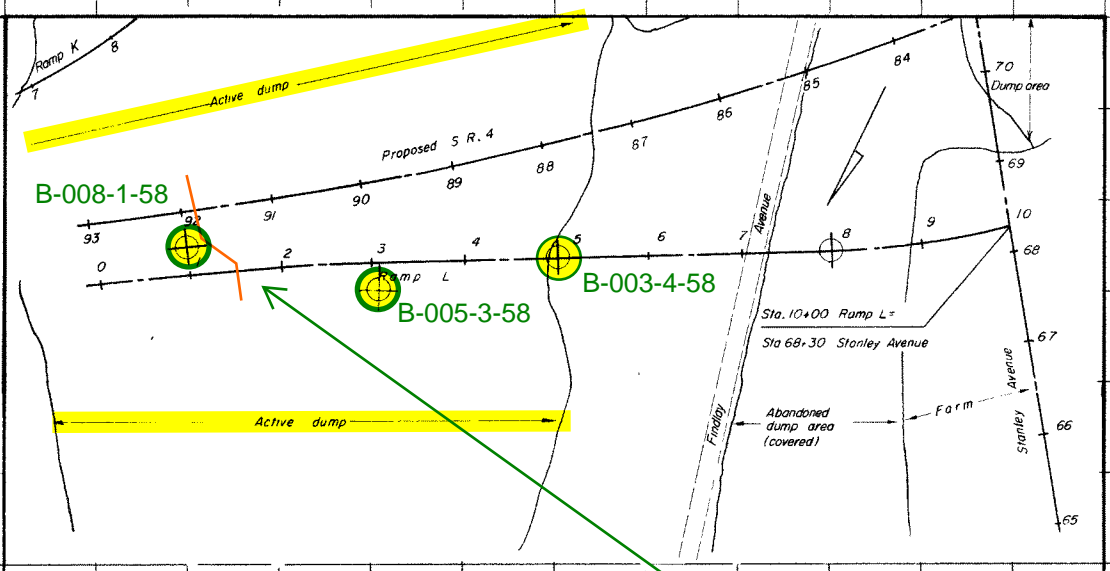 Ramp K
7
8
Active dump
Proposed S R. 4
84
85
86
87
88
89
90
91
92
93
70
Dump area
69
B-008-1-58
0
2
3
4
5
6
7
8
9
10
68
Ramp L
B-005-3-58
B-003-4-58
Avenue
Findlay
Sta. 10+00 Ramp L=
Sta 68+30 Stanley Avenue
67
Active dump
Abandoned
dump area
(covered)
Farm
Stanley Avenue
66
65